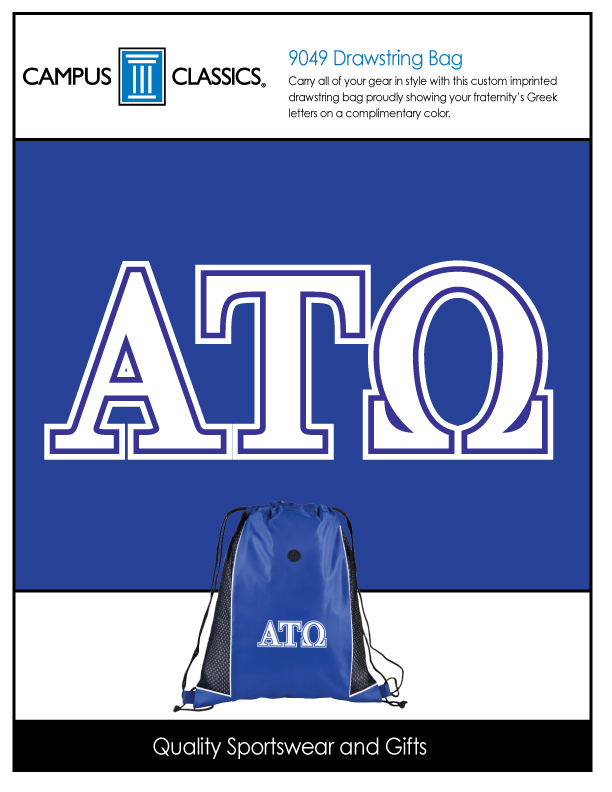 CAMPUS CLASSICS®
9049 Drawstring Bag
Carry all of your gear in style with this custom imprinted
drawstring bag proudly showing your fraternity's Greek
letters on a complimentary color.
ΑΤΩ
ΑΤΩ
Quality Sportswear and Gifts